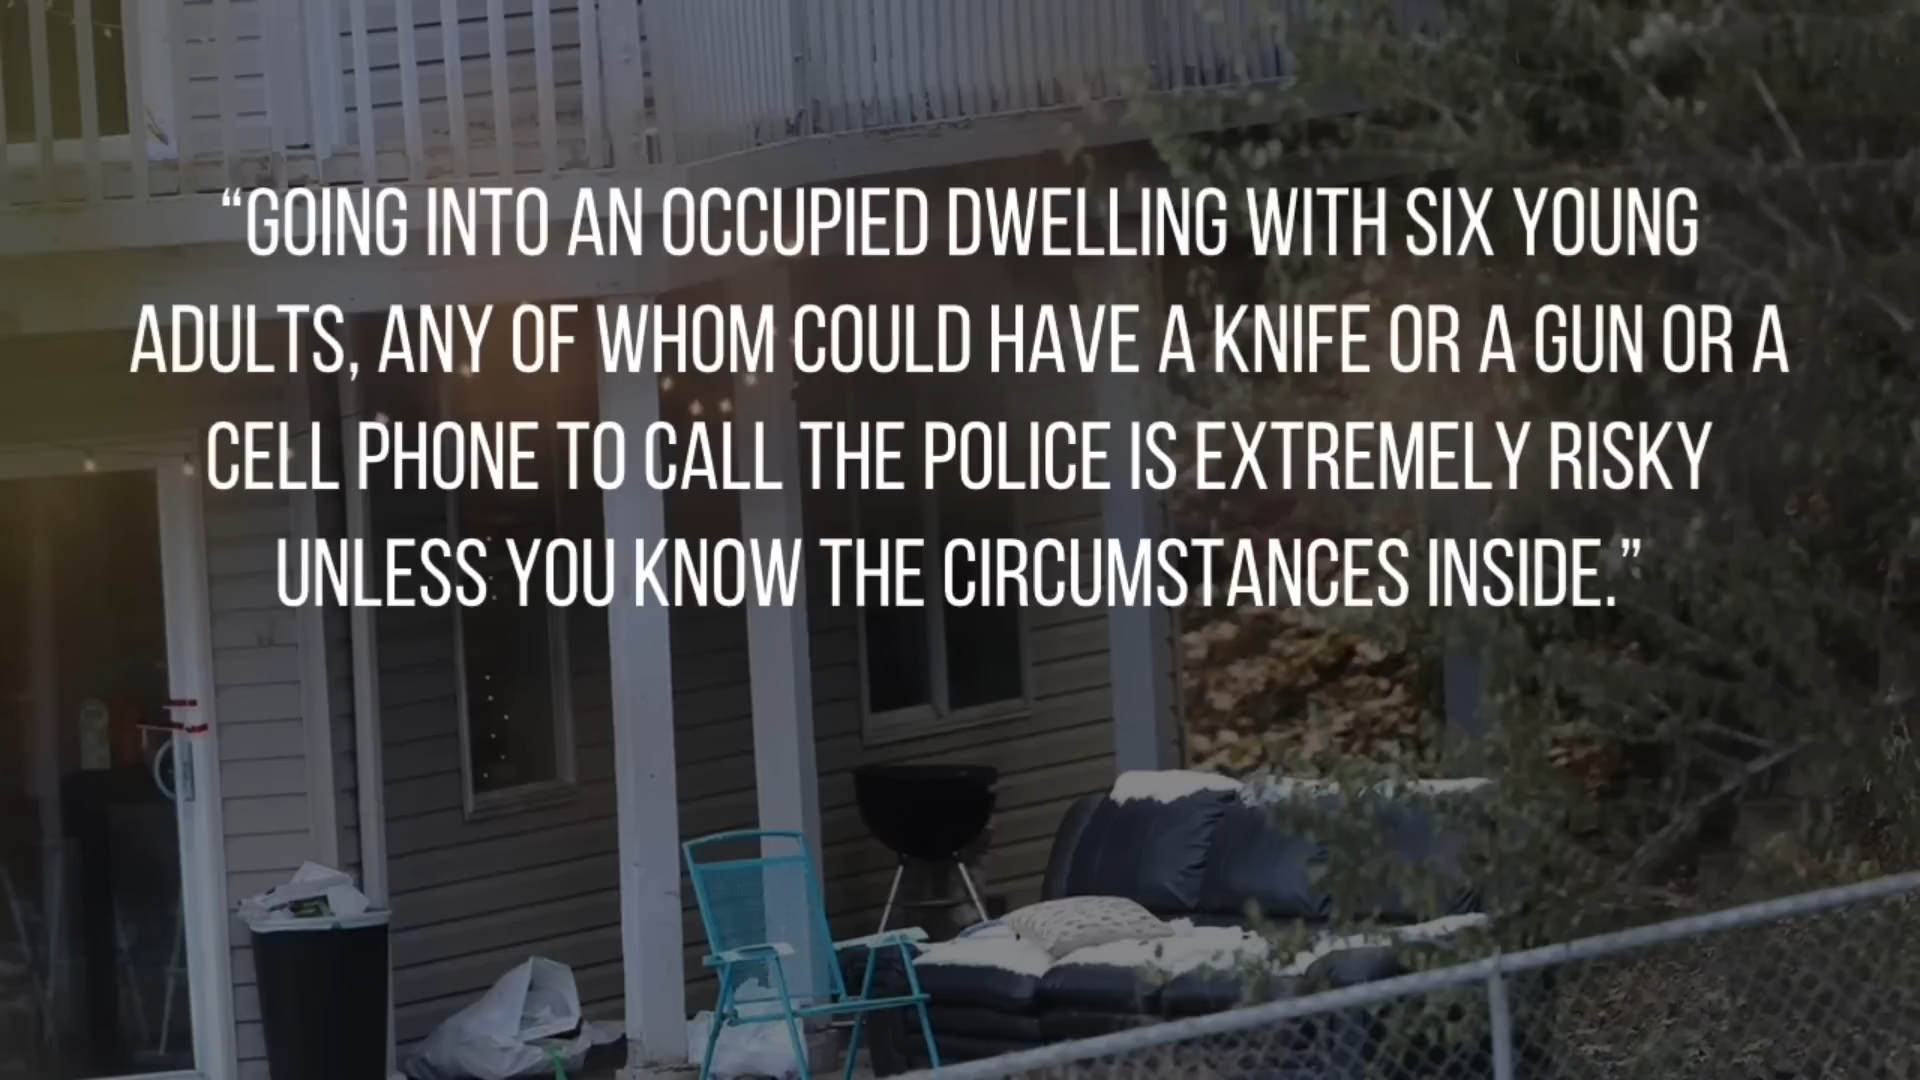 “GOING INTO AN OCCUPIED DWELLING WITH SIX YOUNG
ADULTS, ANY OF WHOM COULD HAVE A KNIFE OR A GUN OR A
CELL PHONE TO CALL THE POLICE IS EXTREMELY RISKY
UNLESS YOU KNOW THE CIRCUMSTANCES INSIDE.”